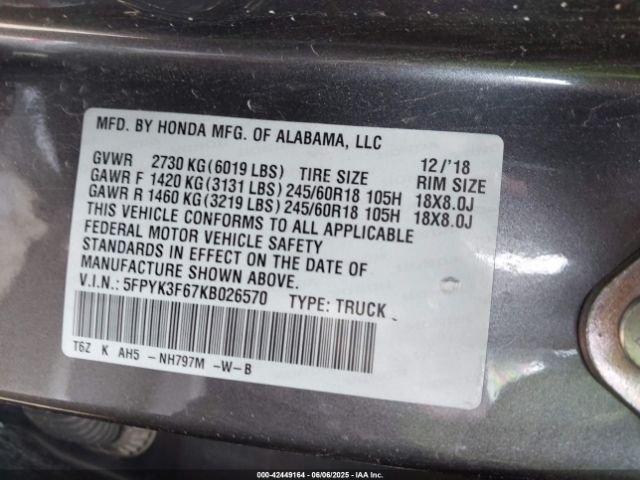 MFD. BY HONDA MFG. OF ALABAMA, LLC
GVWR 2730 KG (6019 LBS) TIRE SIZE 12/'18 RIM SIZE
GAWR F 1420 KG (3131 LBS) 245/60R18 105H 18X8.0J
GAWR R 1460 KG (3219 LBS) 245/60R18 105H 18X8.0J
THIS VEHICLE CONFORMS TO ALL APPLICABLE
FEDERAL MOTOR VEHICLE SAFETY
STANDARDS IN EFFECT ON THE DATE OF
MANUFACTURE SHOWN ABOVE.
V.I.N.: 5FPYK3F67KB026570 TYPE: TRUCK
T6Z K AH5 -NH797M -W-B
000-42449164 - 06/06/2025 - IAA Inc.